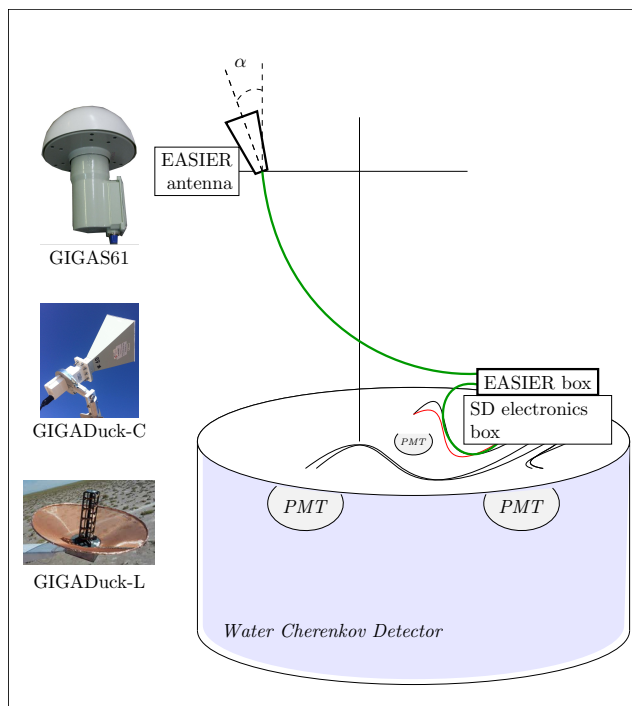 α
EASIER
antenna
GIGAS61
EASIER box
SD electronics
box
GIGADuck-C
PMT
PMT
PMT
GIGADuck-L
Water Cherenkov Detector